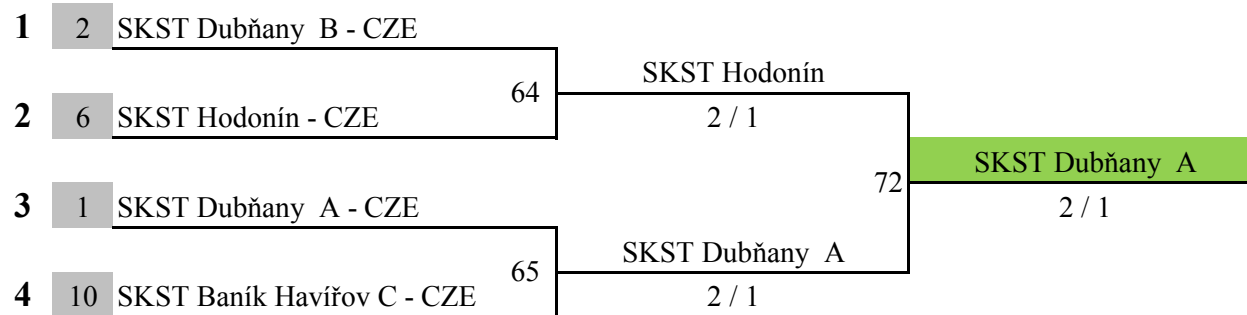 1 2 SKST Dubňany B - CZE
SKST Hodonín
64
2 6 SKST Hodonín - CZE
2 / 1
SKST Dubňany A
72
3 1 SKST Dubňany A - CZE
2 / 1
SKST Dubňany A
65
4 10 SKST Baník Havířov C - CZE
2 / 1